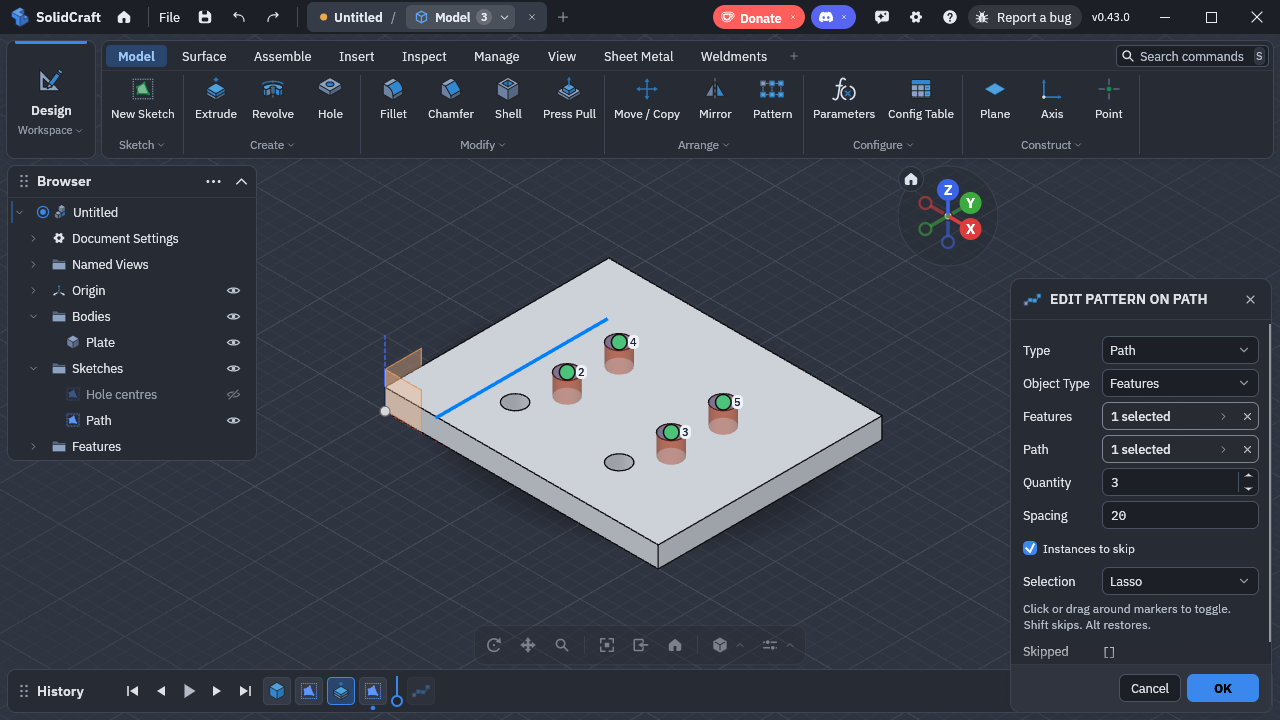 SolidCraft
File
Untitled / Model 3
Donate
Report a bug
v0.43.0
Design
Workspace
Model
Surface
Assemble
Insert
Inspect
Manage
View
Sheet Metal
Weldments
Search commands
S
New Sketch
Extrude
Revolve
Hole
Fillet
Chamfer
Shell
Press Pull
Move / Copy
Mirror
Pattern
Parameters
Config Table
Plane
Axis
Point
Sketch
Create
Modify
Arrange
Configure
Construct
Browser
Untitled
Document Settings
Named Views
Origin
Bodies
Plate
Sketches
Hole centres
Path
Features
Z
Y
X
4
2
5
3
EDIT PATTERN ON PATH
Type Path
Object Type Features
Features 1 selected
Path 1 selected
Quantity 3
Spacing 20
Instances to skip
Selection Lasso
Click or drag around markers to toggle.
Shift skips. Alt restores.
Skipped []
Cancel
OK
History